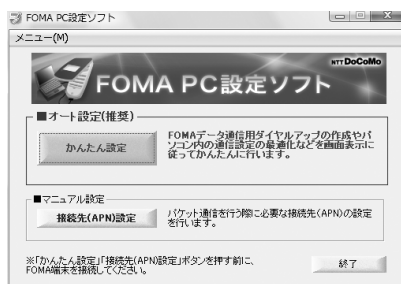 FOMA PC設定ソフト
メニュー(M)
NTT DoCoMo
FOMA PC設定ソフト
■オート設定(推奨)
かんたん設定
FOMAデータ通信用ダイヤルアップの作成やパ
ソコン内の通信設定の最適化などを画面表示に
従ってかんたんに行います。
■マニュアル設定
接続先(APN)設定
パケット通信を行う際に必要な接続先(APN)の設定
を行います。
※「かんたん設定」「接続先(APN)設定」ボタンを押す前に、
FOMA端末を接続してください。
終了